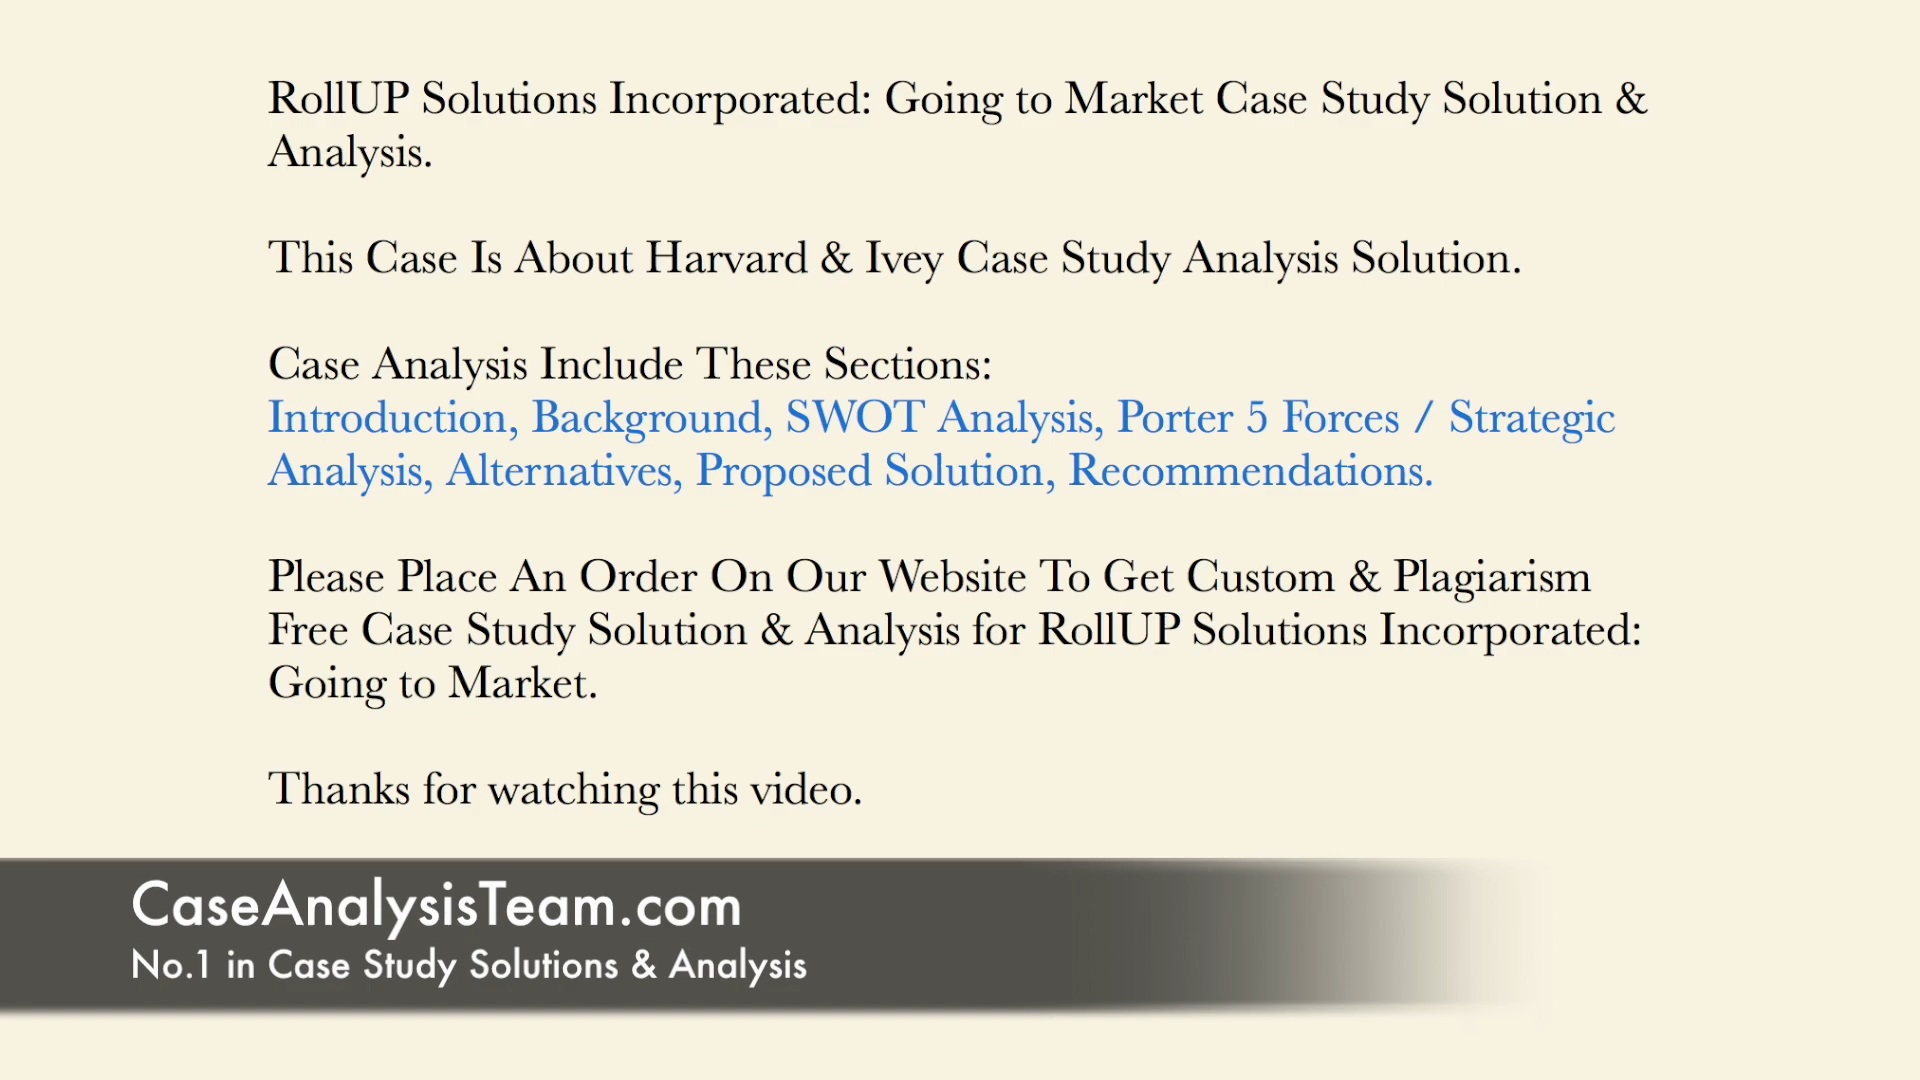 RollUP Solutions Incorporated: Going to Market Case Study Solution &
Analysis.
This Case Is About Harvard & Ivey Case Study Analysis Solution.
Case Analysis Include These Sections:
Introduction, Background, SWOT Analysis, Porter 5 Forces / Strategic
Analysis, Alternatives, Proposed Solution, Recommendations.
Please Place An Order On Our Website To Get Custom & Plagiarism
Free Case Study Solution & Analysis for RollUP Solutions Incorporated:
Going to Market.
Thanks for watching this video.
CaseAnalysisTeam.com
No.1 in Case Study Solutions & Analysis